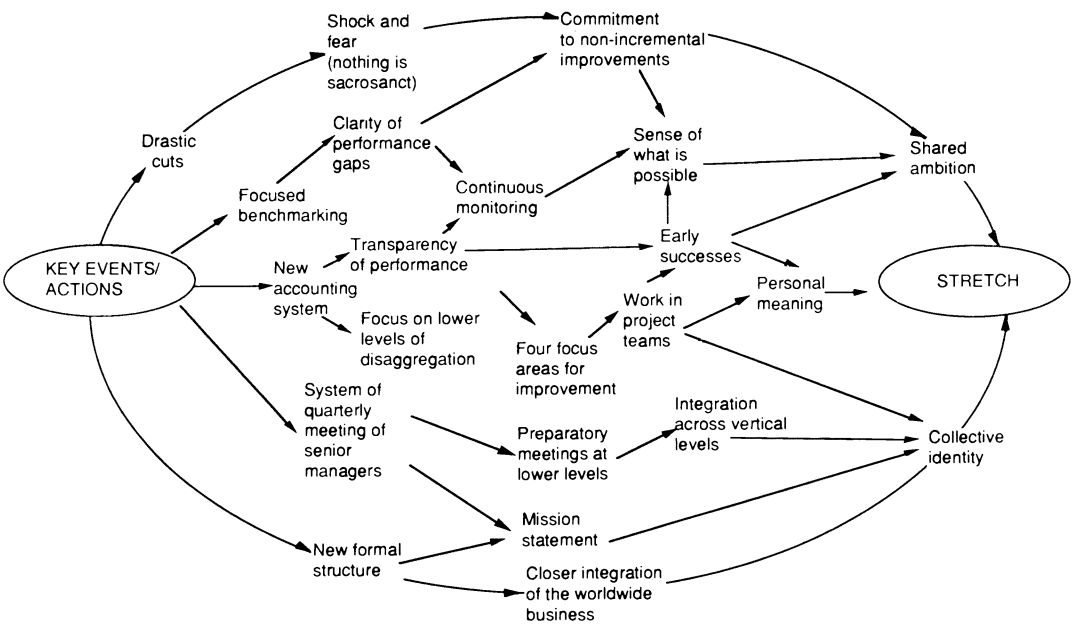 Shock and
fear
(nothing is
sacrosanct)
Commitment
to non-incremental
improvements
Drastic
cuts
Clarity of
performance
gaps
Sense of
what is
possible
Shared
ambition
Focused
benchmarking
Continuous
monitoring
KEY EVENTS/
ACTIONS
New
accounting
system
Transparency
of performance
Early
successes
Personal
meaning
STRETCH
Focus on lower
levels of
disaggregation
Four focus
areas for
improvement
Work in
project
teams
System of
quarterly
meeting of
senior
managers
Preparatory
meetings at
lower levels
Integration
across vertical
levels
Collective
identity
Mission
statement
New formal
structure
Closer integration
of the worldwide
business